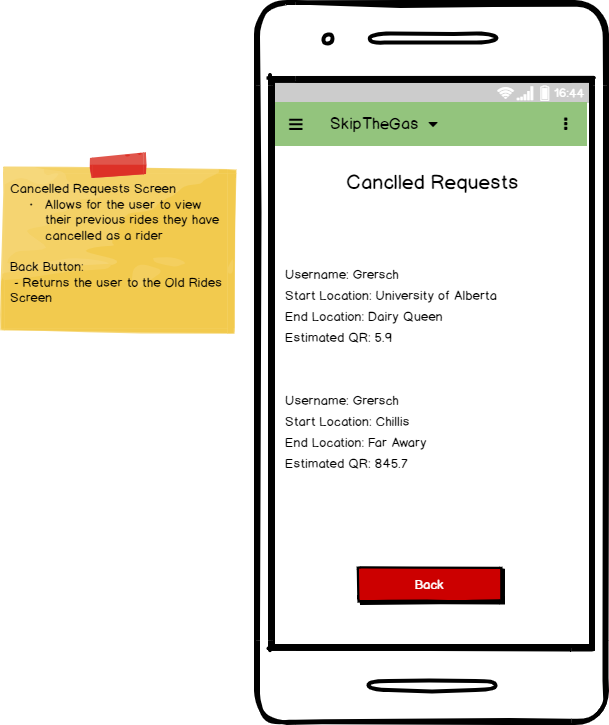 Cancelled Requests Screen
· Allows for the user to view
their previous rides they have
cancelled as a rider
Back Button:
- Returns the user to the Old Rides
Screen
16:44
SkipTheGas
Canclled Requests
Username: Grersch
Start Location: University of Alberta
End Location: Dairy Queen
Estimated QR: 5.9
Username: Grersch
Start Location: Chillis
End Location: Far Awary
Estimated QR: 845.7
Back